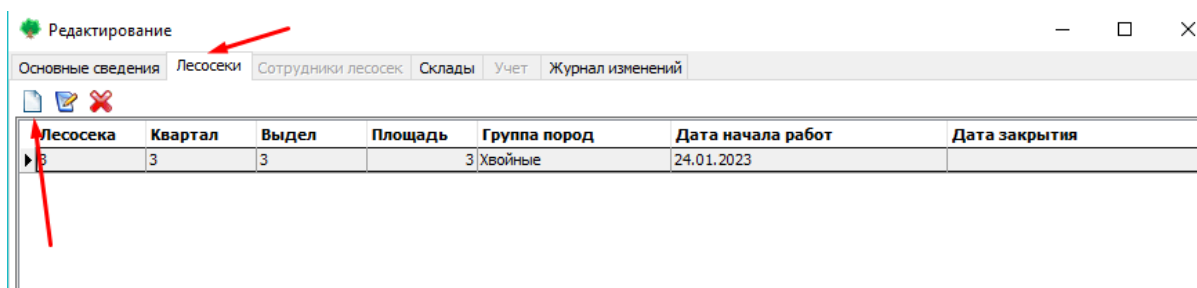 Редактирование
Основные сведения Лесосеки Сотрудники лесосек Склады Учет Журнал изменений
Лесосека Квартал Выдел Площадь Группа пород Дата начала работ Дата закрытия
3 3 3 3 Хвойные 24.01.2023